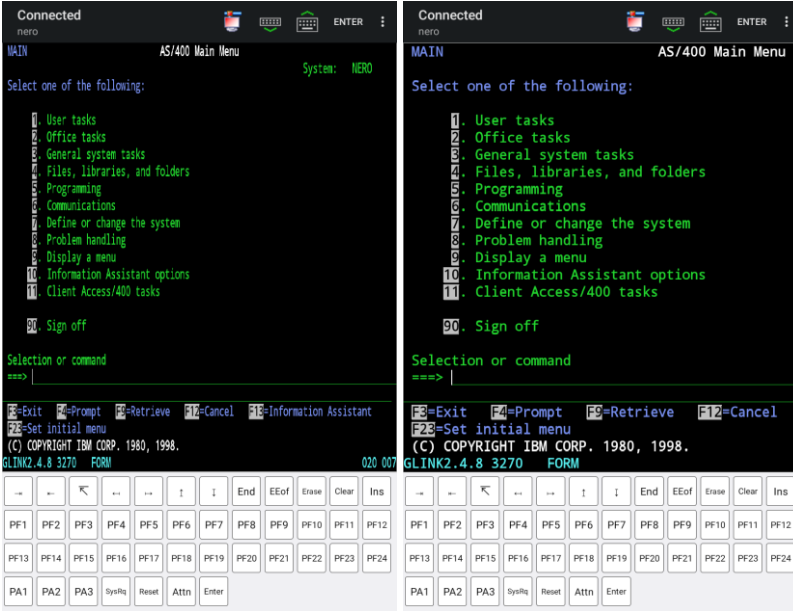 Connected
nero
ENTER
MAIN AS/400 Main Menu
System: NERO
Select one of the following:
1. User tasks
2. Office tasks
3. General system tasks
4. Files, libraries, and folders
5. Programming
6. Communications
7. Define or change the system
8. Problem handling
9. Display a menu
10. Information Assistant options
11. Client Access/400 tasks
90. Sign off
Selection or command
===>
F3=Exit F4=Prompt F9=Retrieve F12=Cancel F13=Information Assistant
F23=Set initial menu
(C) COPYRIGHT IBM CORP. 1980, 1998.
GLINK2.4.8 3270 FORM 020 007
End EEof Erase Clear Ins
PF1 PF2 PF3 PF4 PF5 PF6 PF7 PF8 PF9 PF10 PF11 PF12
PF13 PF14 PF15 PF16 PF17 PF18 PF19 PF20 PF21 PF22 PF23 PF24
PA1 PA2 PA3 SysRq Reset Attn Enter
Connected
nero
ENTER
MAIN AS/400 Main Menu
Select one of the following:
1. User tasks
2. Office tasks
3. General system tasks
4. Files, libraries, and folders
5. Programming
6. Communications
7. Define or change the system
8. Problem handling
9. Display a menu
10. Information Assistant options
11. Client Access/400 tasks
90. Sign off
Selection or command
===>
F3=Exit F4=Prompt F9=Retrieve F12=Cancel
F23=Set initial menu
(C) COPYRIGHT IBM CORP. 1980, 1998.
GLINK2.4.8 3270 FORM
End EEof Erase Clear Ins
PF1 PF2 PF3 PF4 PF5 PF6 PF7 PF8 PF9 PF10 PF11 PF12
PF13 PF14 PF15 PF16 PF17 PF18 PF19 PF20 PF21 PF22 PF23 PF24
PA1 PA2 PA3 SysRq Reset Attn Enter